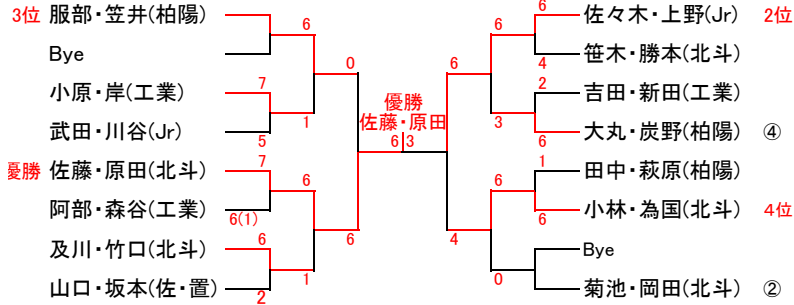 3位 服部・笠井(柏陽)
Bye
小原・岸(工業)
武田・川谷(Jr)
優勝 佐藤・原田(北斗)
阿部・森谷(工業)
及川・竹口(北斗)
山口・坂本(佐・置)
7
5
7
6(1)
6
2
6
1
6
1
0
6
優勝
佐藤・原田
6 3
6
4
6
3
6
0
6
4
2
6
1
6
佐々木・上野(Jr) 2位
笹木・勝本(北斗)
吉田・新田(工業)
大丸・炭野(柏陽) ④
田中・萩原(柏陽)
小林・為国(北斗) 4位
Bye
菊池・岡田(北斗) ②